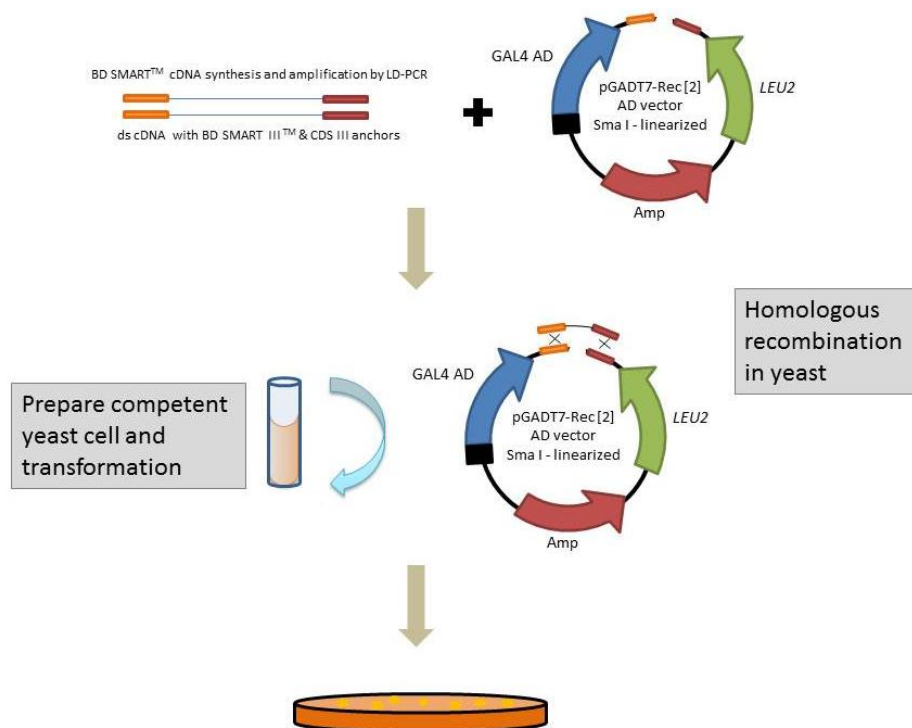 BD SMART™ cDNA synthesis and amplification by LD-PCR
ds cDNA with BD SMART III™ & CDS III anchors
GAL4 AD
pGADT7-Rec [2]
AD vector
Sma I - linearized
LEU2
Amp
Homologous
recombination
in yeast
Prepare competent
yeast cell and
transformation
GAL4 AD
pGADT7-Rec [2]
AD vector
Sma I - linearized
LEU2
Amp